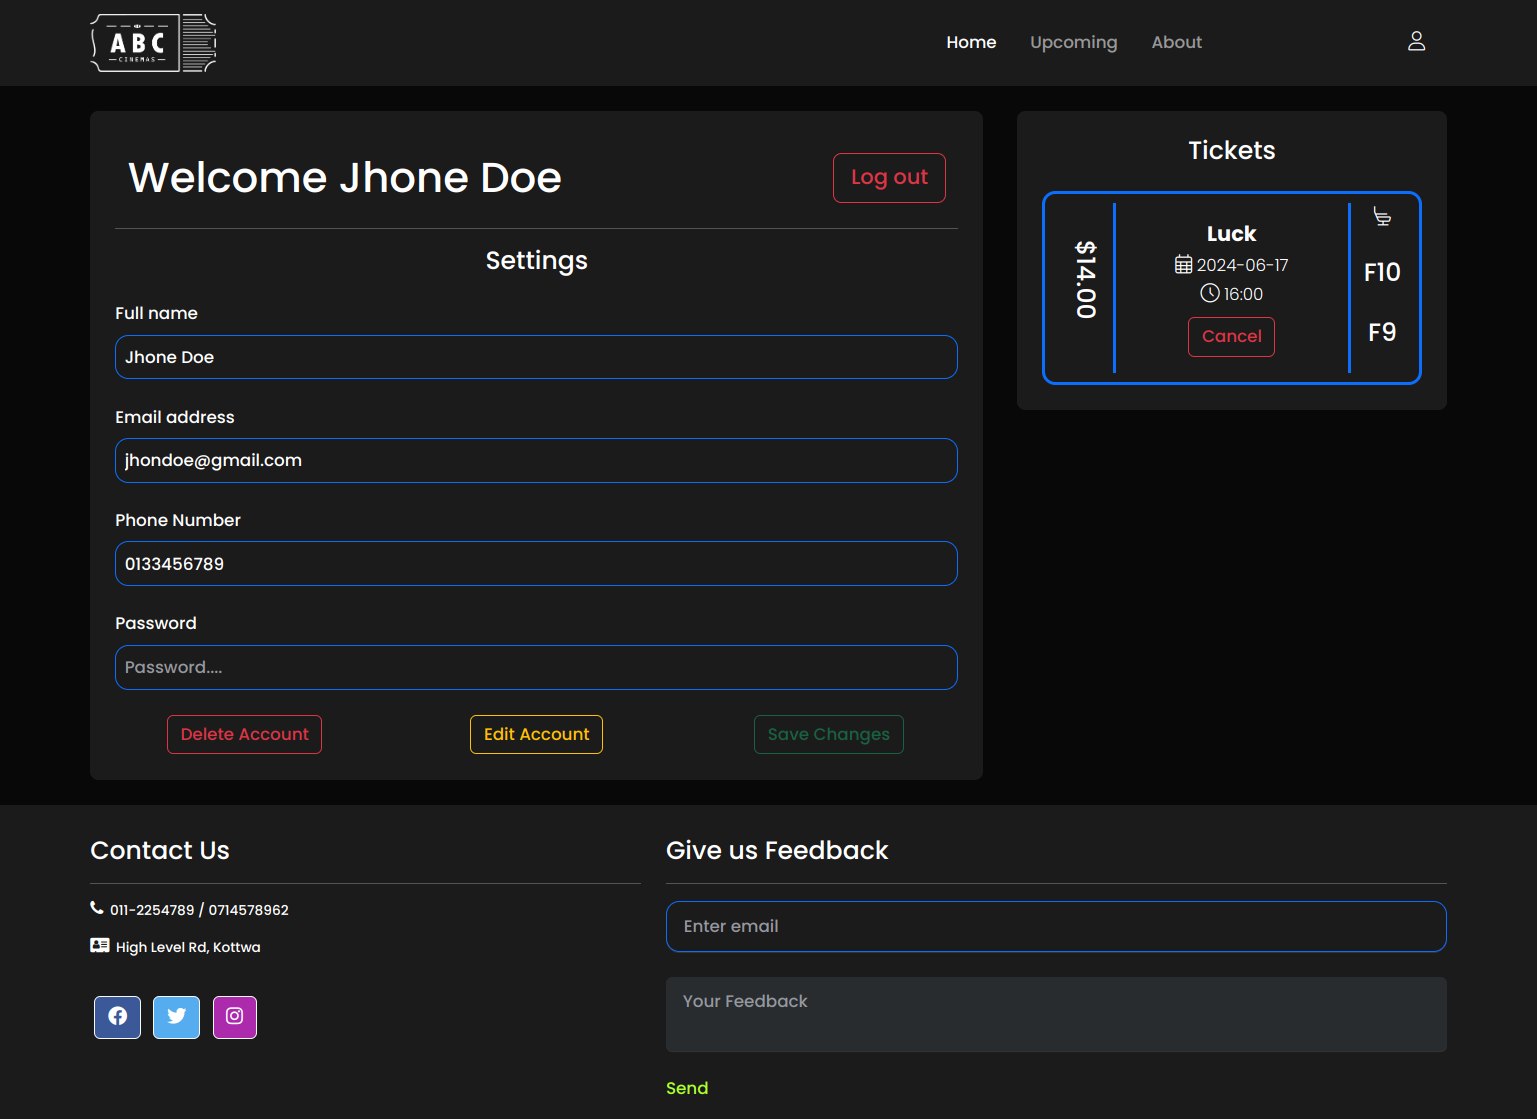 ABC
CINEMAS
Home Upcoming About
Welcome Jhone Doe
Log out
Settings
Full name
Jhone Doe
Email address
jhondoe@gmail.com
Phone Number
0133456789
Password
Password....
Delete Account Edit Account Save Changes
Tickets
$14.00
Luck
2024-06-17
16:00
Cancel
F10
F9
Contact Us
011-2254789 / 0714578962
High Level Rd, Kottwa
Give us Feedback
Enter email
Your Feedback
Send